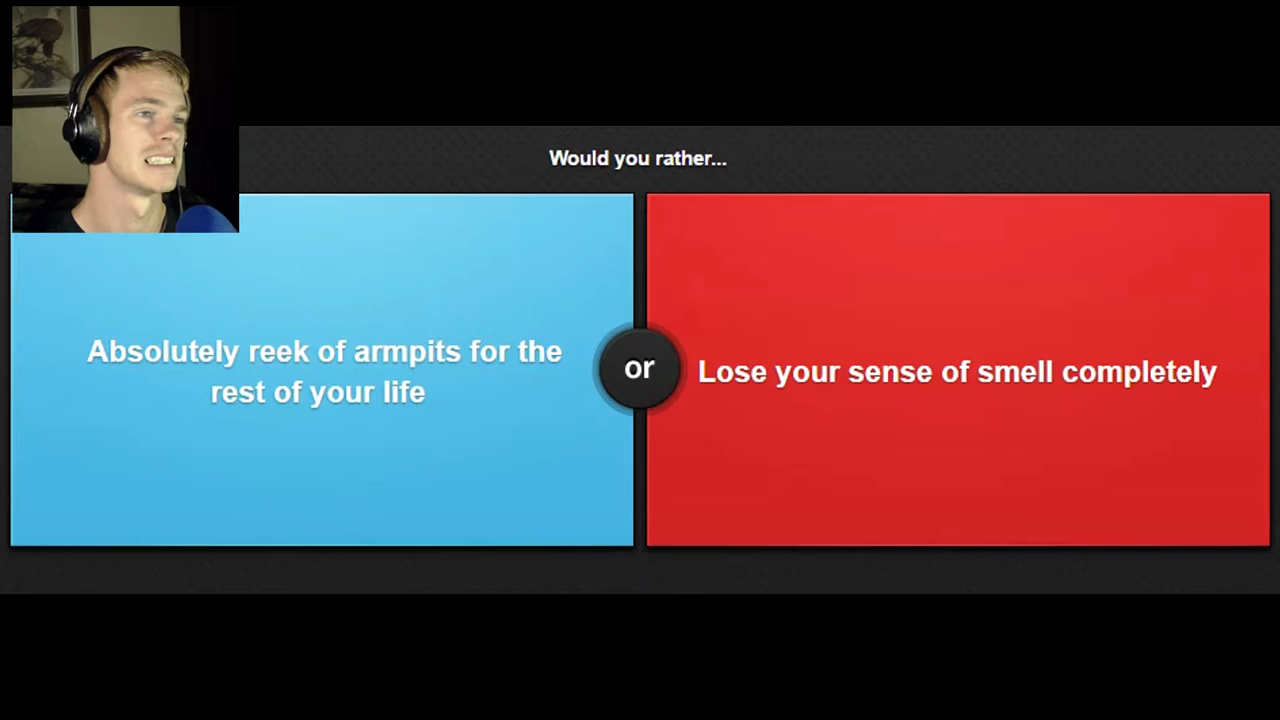 Would you rather...
Absolutely reek of armpits for the
rest of your life
or
Lose your sense of smell completely